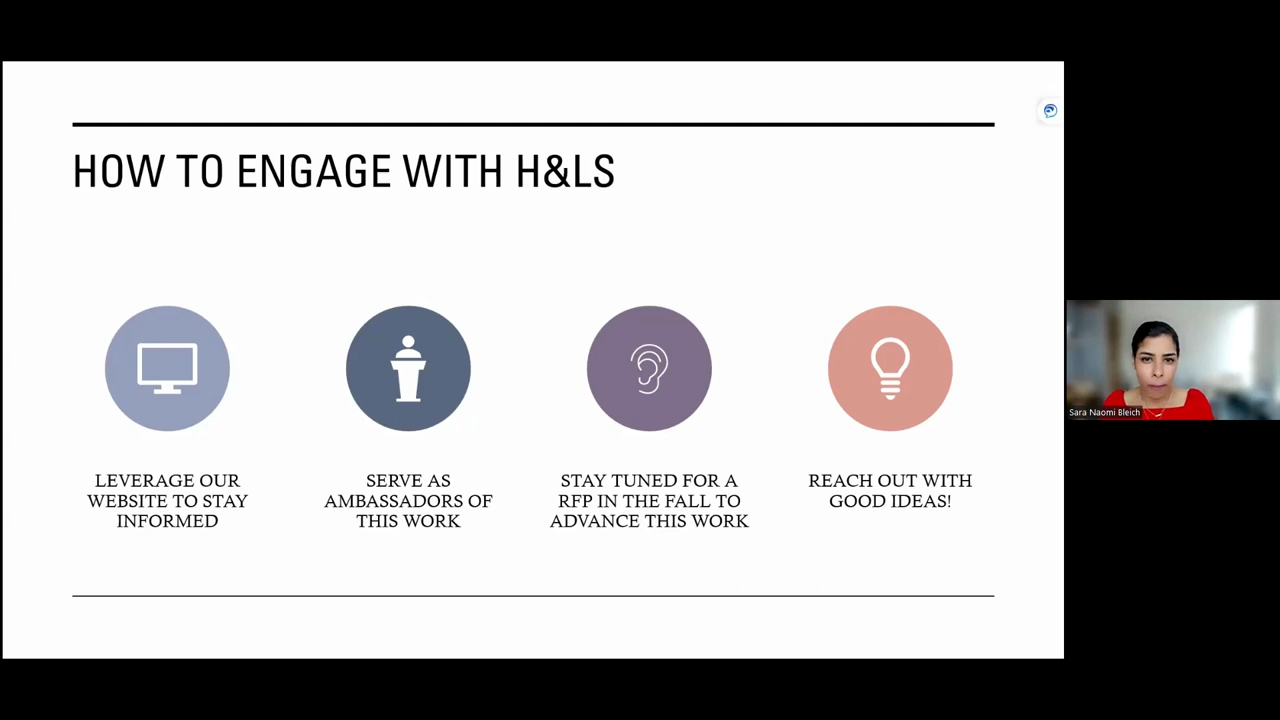 HOW TO ENGAGE WITH H&LS
LEVERAGE OUR
WEBSITE TO STAY
INFORMED
SERVE AS
AMBASSADORS OF
THIS WORK
STAY TUNED FOR A
RFP IN THE FALL TO
ADVANCE THIS WORK
REACH OUT WITH
GOOD IDEAS!
Sara Naomi Bleich